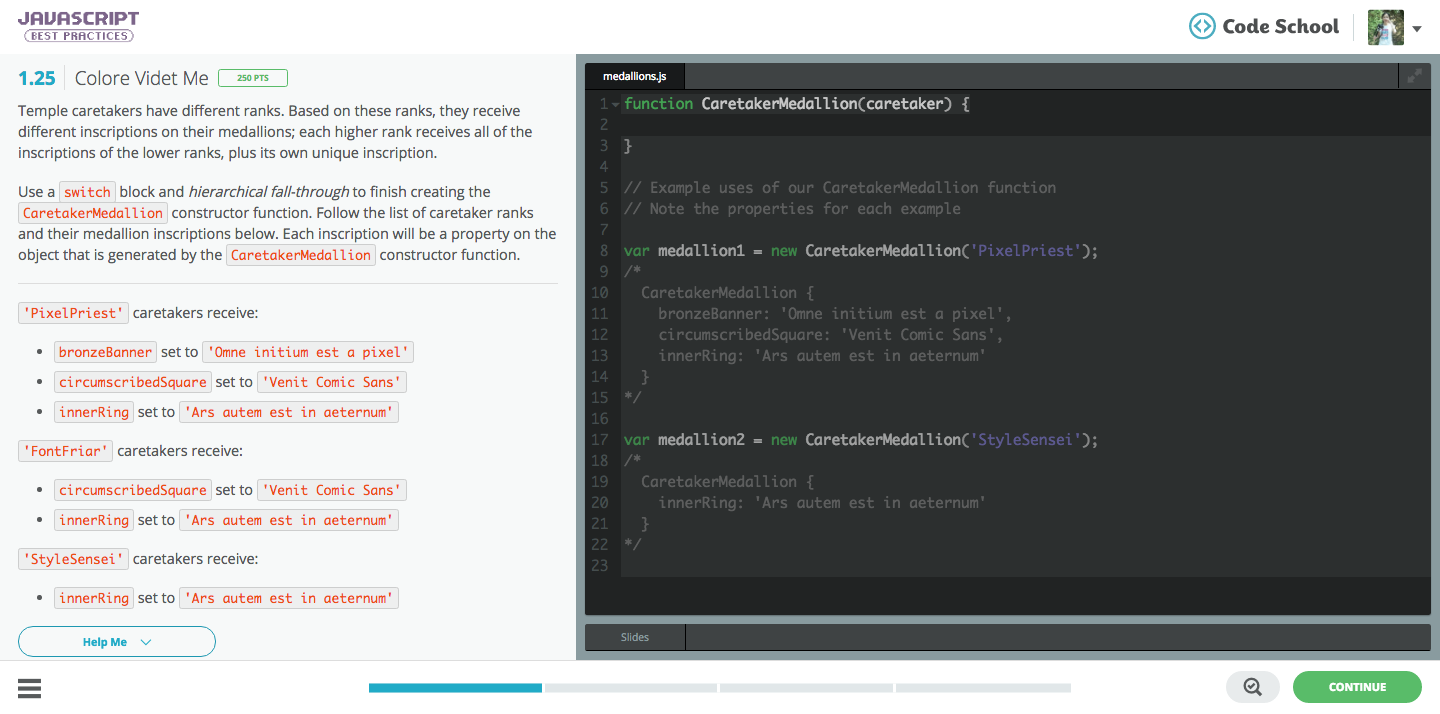 JAVASCRIPT
BEST PRACTICES
Code School
1.25 Colore Videt Me 250 PTS
Temple caretakers have different ranks. Based on these ranks, they receive
different inscriptions on their medallions; each higher rank receives all of the
inscriptions of the lower ranks, plus its own unique inscription.
Use a switch block and hierarchical fall-through to finish creating the
CaretakerMedallion constructor function. Follow the list of caretaker ranks
and their medallion inscriptions below. Each inscription will be a property on the
object that is generated by the CaretakerMedallion constructor function.
'PixelPriest' caretakers receive:
• bronzeBanner set to 'Omne initium est a pixel'
• circumscribedSquare set to 'Venit Comic Sans'
• innerRing set to 'Ars autem est in aeternum'
'FontFriar' caretakers receive:
• circumscribedSquare set to 'Venit Comic Sans'
• innerRing set to 'Ars autem est in aeternum'
'StyleSensei' caretakers receive:
• innerRing set to 'Ars autem est in aeternum'
Help Me
medallions.js
1 function CaretakerMedallion(caretaker) {
2
3 }
4
5 // Example uses of our CaretakerMedallion function
6 // Note the properties for each example
7
8 var medallion1 = new CaretakerMedallion('PixelPriest');
9 /*
10 CaretakerMedallion {
11 bronzeBanner: 'Omne initium est a pixel',
12 circumscribedSquare: 'Venit Comic Sans',
13 innerRing: 'Ars autem est in aeternum'
14 }
15 */
16
17 var medallion2 = new CaretakerMedallion('StyleSensei');
18 /*
19 CaretakerMedallion {
20 innerRing: 'Ars autem est in aeternum'
21 }
22 */
23
Slides
CONTINUE